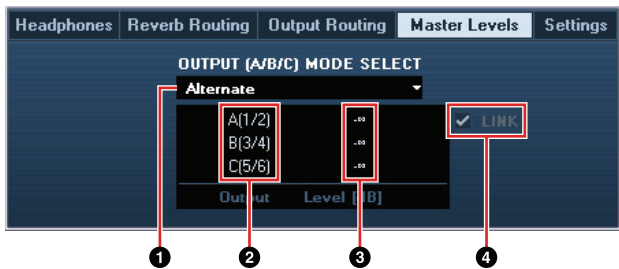 Headphones Reverb Routing Output Routing Master Levels Settings
OUTPUT (A/B/C) MODE SELECT
Alternate
A(1/2) -∞ LINK
B(3/4) -∞
C(5/6) -∞
Output Level [dB]
1 2 3 4